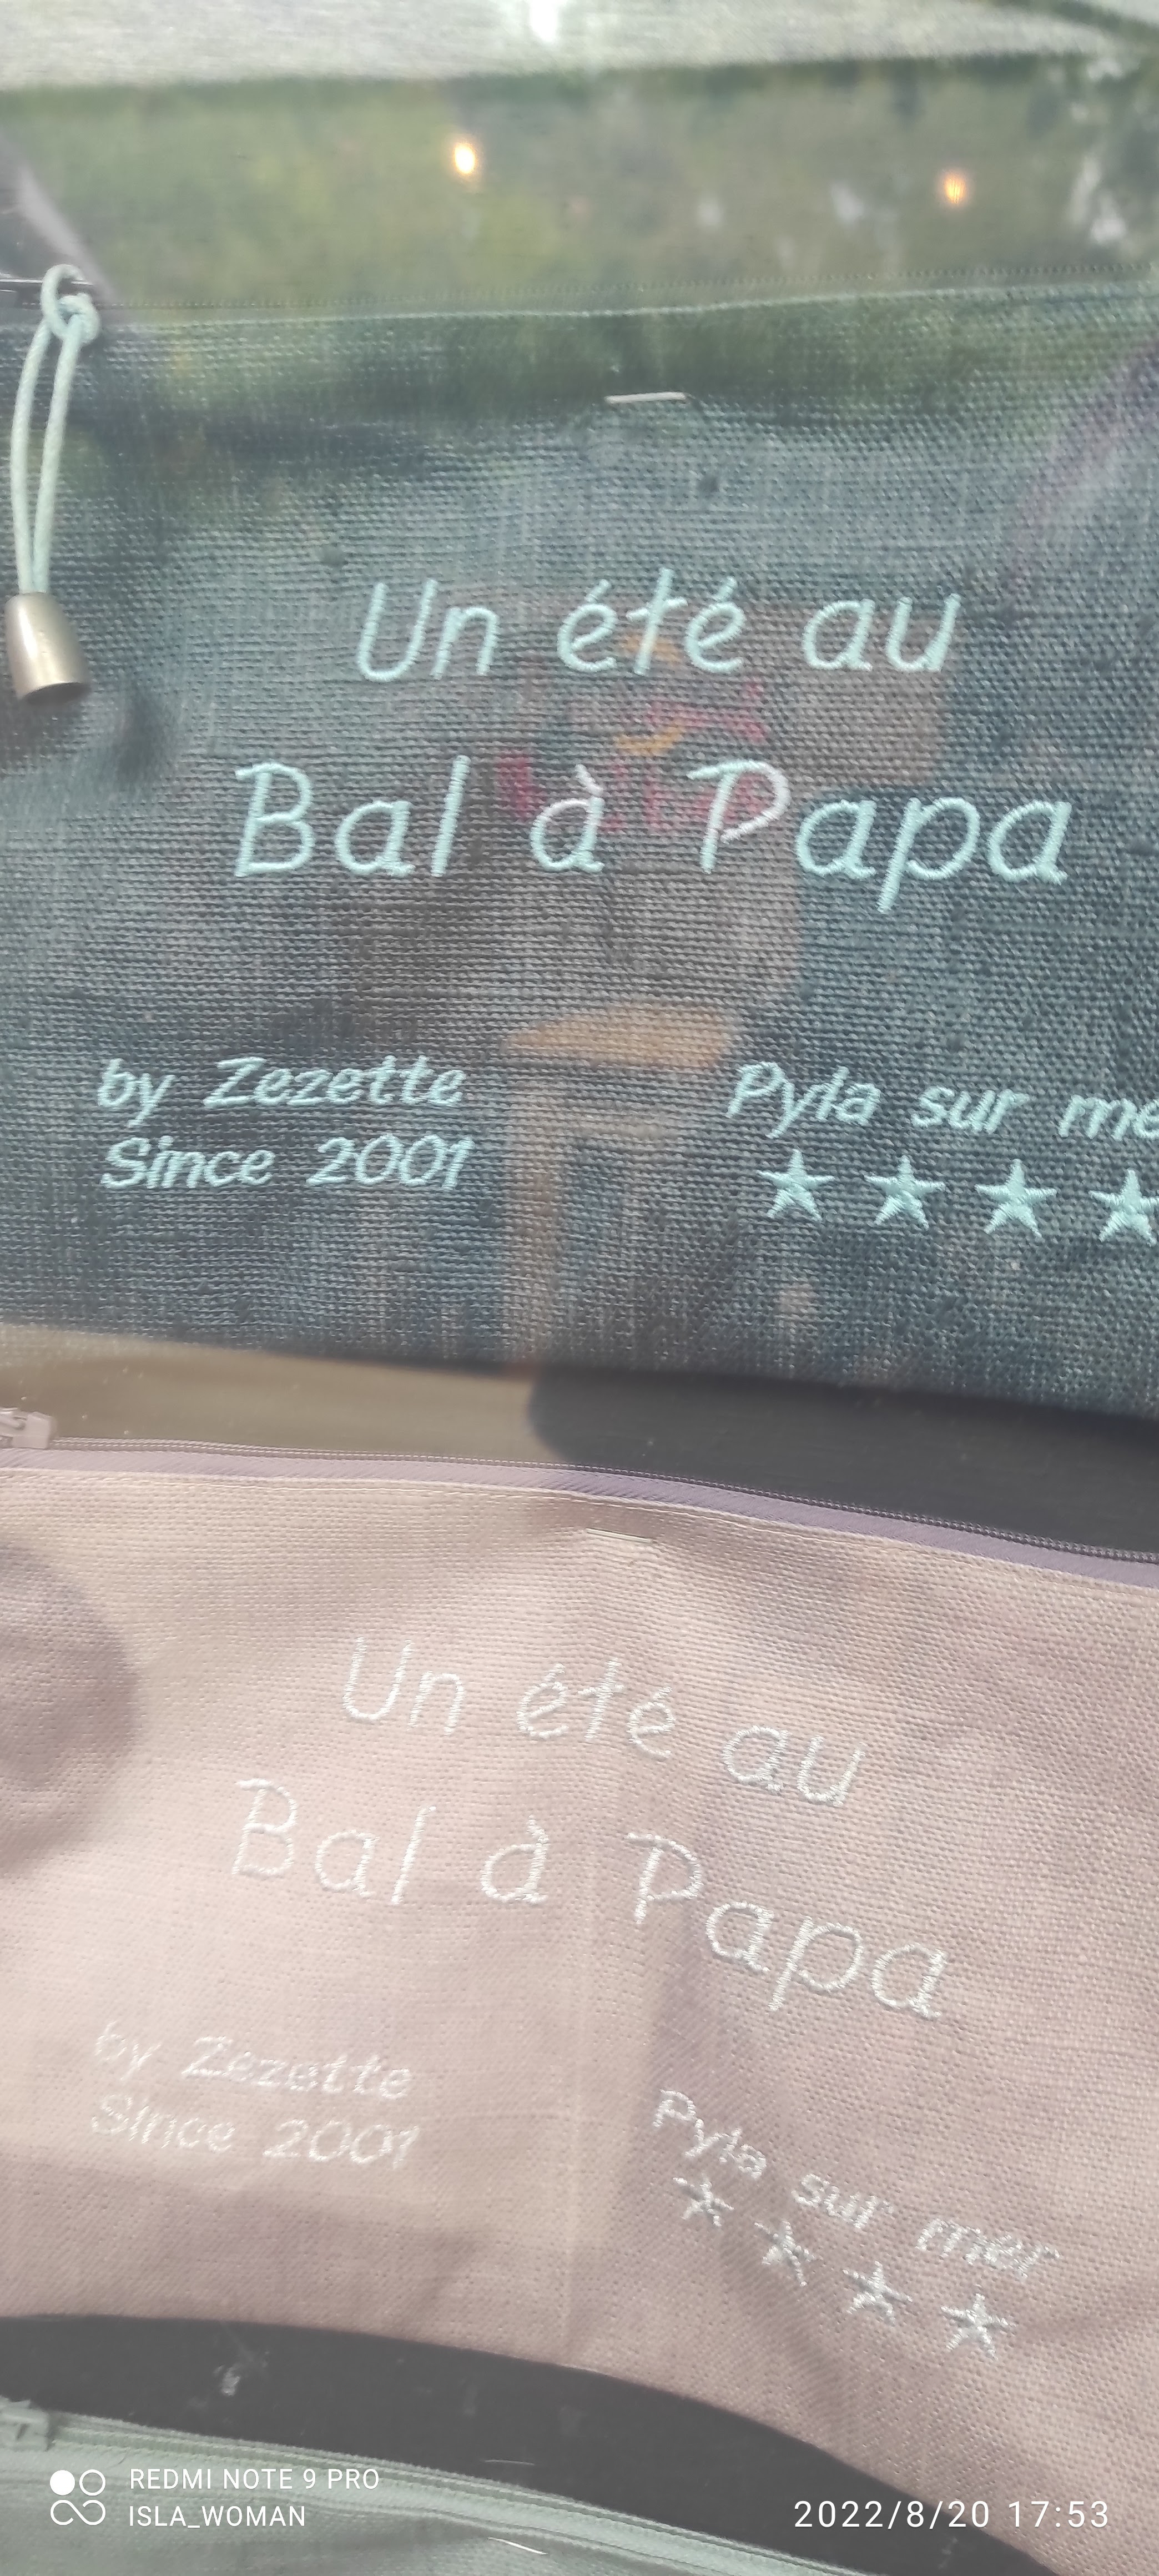 Un été au
Bal à Papa
by Zezette
Since 2001
Pyla sur me
★ ★ ★ ★
Un été au
Bal à Papa
by Zezette
Since 2001
Pyla sur mer
★ ★ ★ ★
REDMI NOTE 9 PRO
ISLA_WOMAN
2022/8/20 17:53